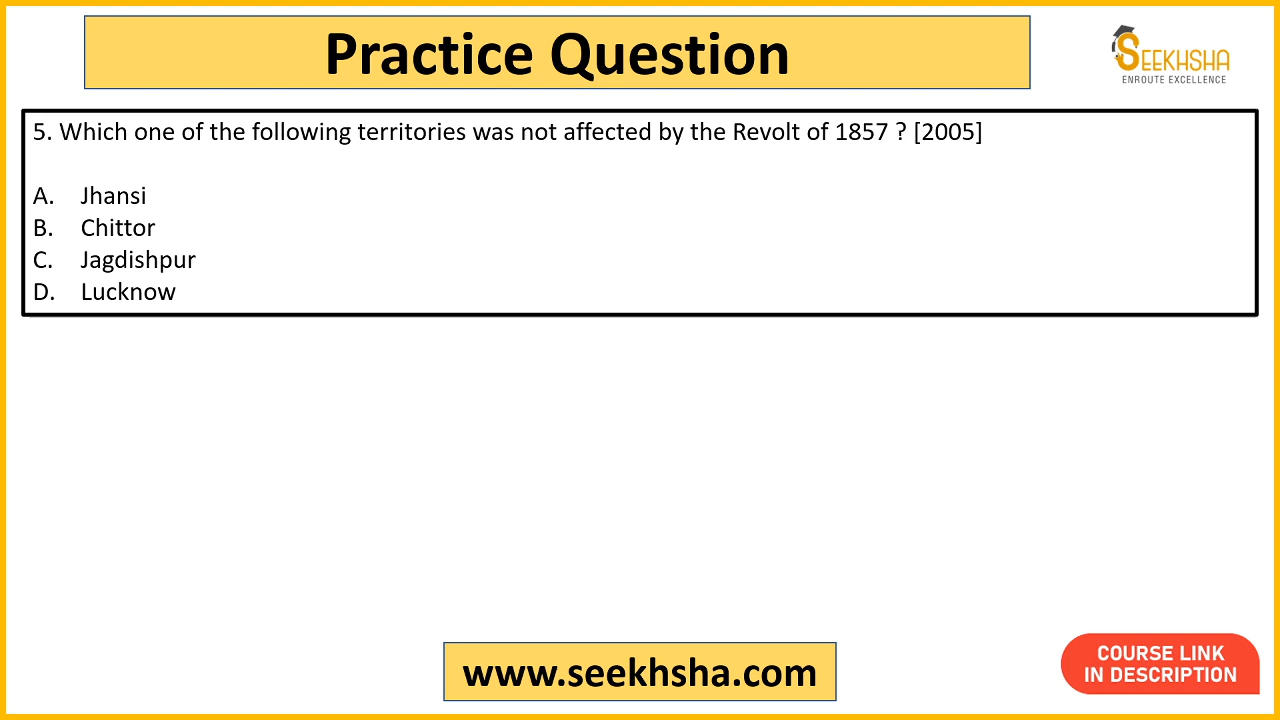 Practice Question
SEEKHSHA
ENROUTE EXCELLENCE
5. Which one of the following territories was not affected by the Revolt of 1857 ? [2005]
A. Jhansi
B. Chittor
C. Jagdishpur
D. Lucknow
www.seekhsha.com
COURSE LINK
IN DESCRIPTION